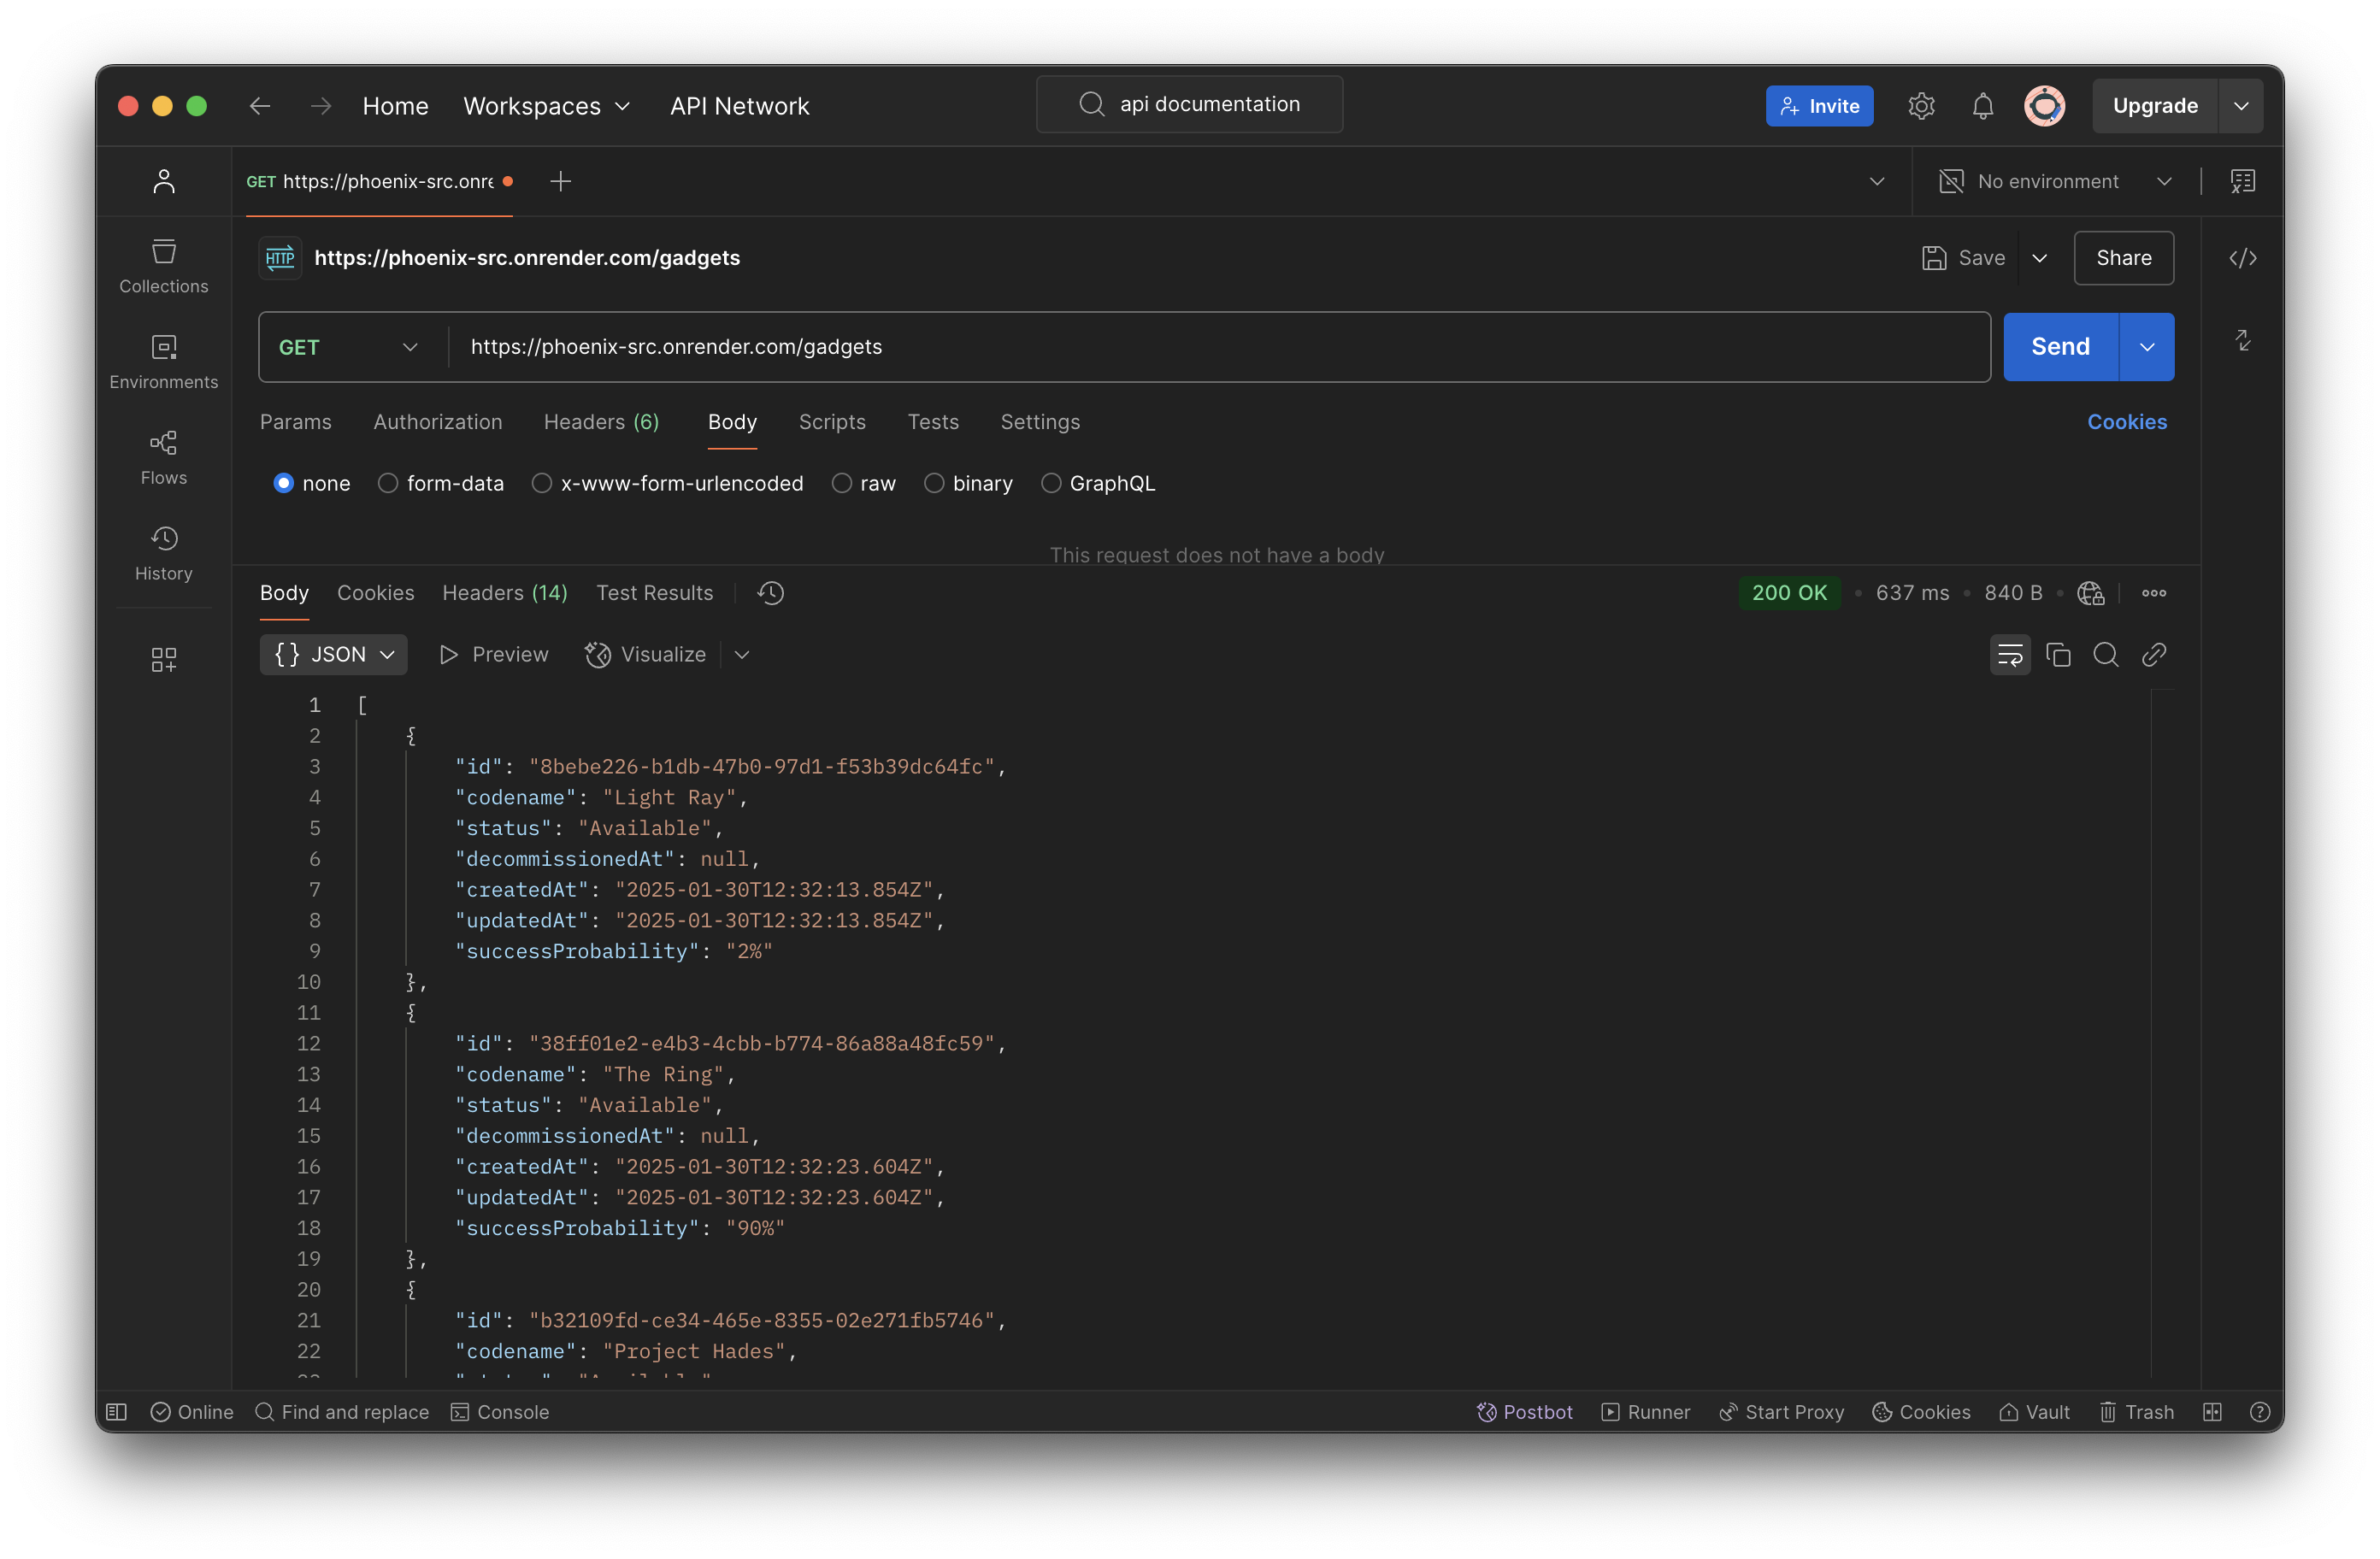 Home Workspaces API Network api documentation Invite Upgrade
GET https://phoenix-src.onre No environment
HTTP https://phoenix-src.onrender.com/gadgets Save Share
Collections
GET https://phoenix-src.onrender.com/gadgets Send
Environments
Params Authorization Headers (6) Body Scripts Tests Settings Cookies
Flows
none form-data x-www-form-urlencoded raw binary GraphQL
History
This request does not have a body
Body Cookies Headers (14) Test Results 200 OK • 637 ms • 840 B •
{} JSON Preview Visualize
1 [
2 {
3 "id": "8bebe226-b1db-47b0-97d1-f53b39dc64fc",
4 "codename": "Light Ray",
5 "status": "Available",
6 "decommissionedAt": null,
7 "createdAt": "2025-01-30T12:32:13.854Z",
8 "updatedAt": "2025-01-30T12:32:13.854Z",
9 "successProbability": "2%"
10 },
11 {
12 "id": "38ff01e2-e4b3-4cbb-b774-86a88a48fc59",
13 "codename": "The Ring",
14 "status": "Available",
15 "decommissionedAt": null,
16 "createdAt": "2025-01-30T12:32:23.604Z",
17 "updatedAt": "2025-01-30T12:32:23.604Z",
18 "successProbability": "90%"
19 },
20 {
21 "id": "b32109fd-ce34-465e-8355-02e271fb5746",
22 "codename": "Project Hades",
Online Find and replace Console Postbot Runner Start Proxy Cookies Vault Trash